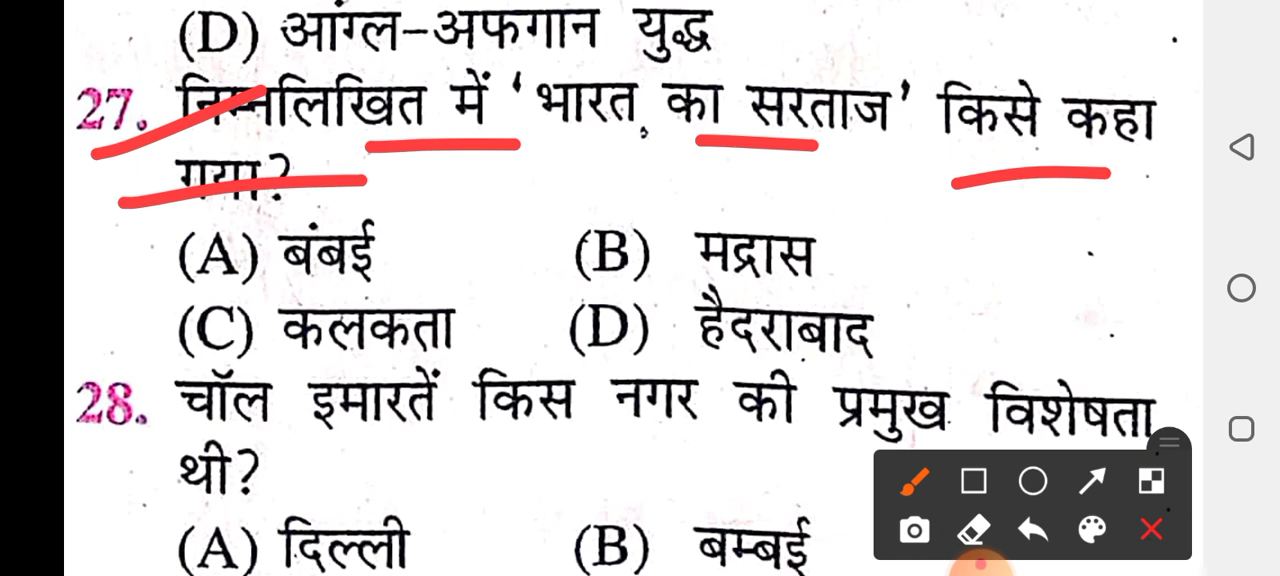 (D) आंग्ल-अफगान युद्ध
27. निम्नलिखित में 'भारत का सरताज' किसे कहा
गया?
(A) बंबई (B) मद्रास
(C) कलकता (D) हैदराबाद
28. चॉल इमारतें किस नगर की प्रमुख विशेषता
थी?
(A) दिल्ली (B) बम्बई